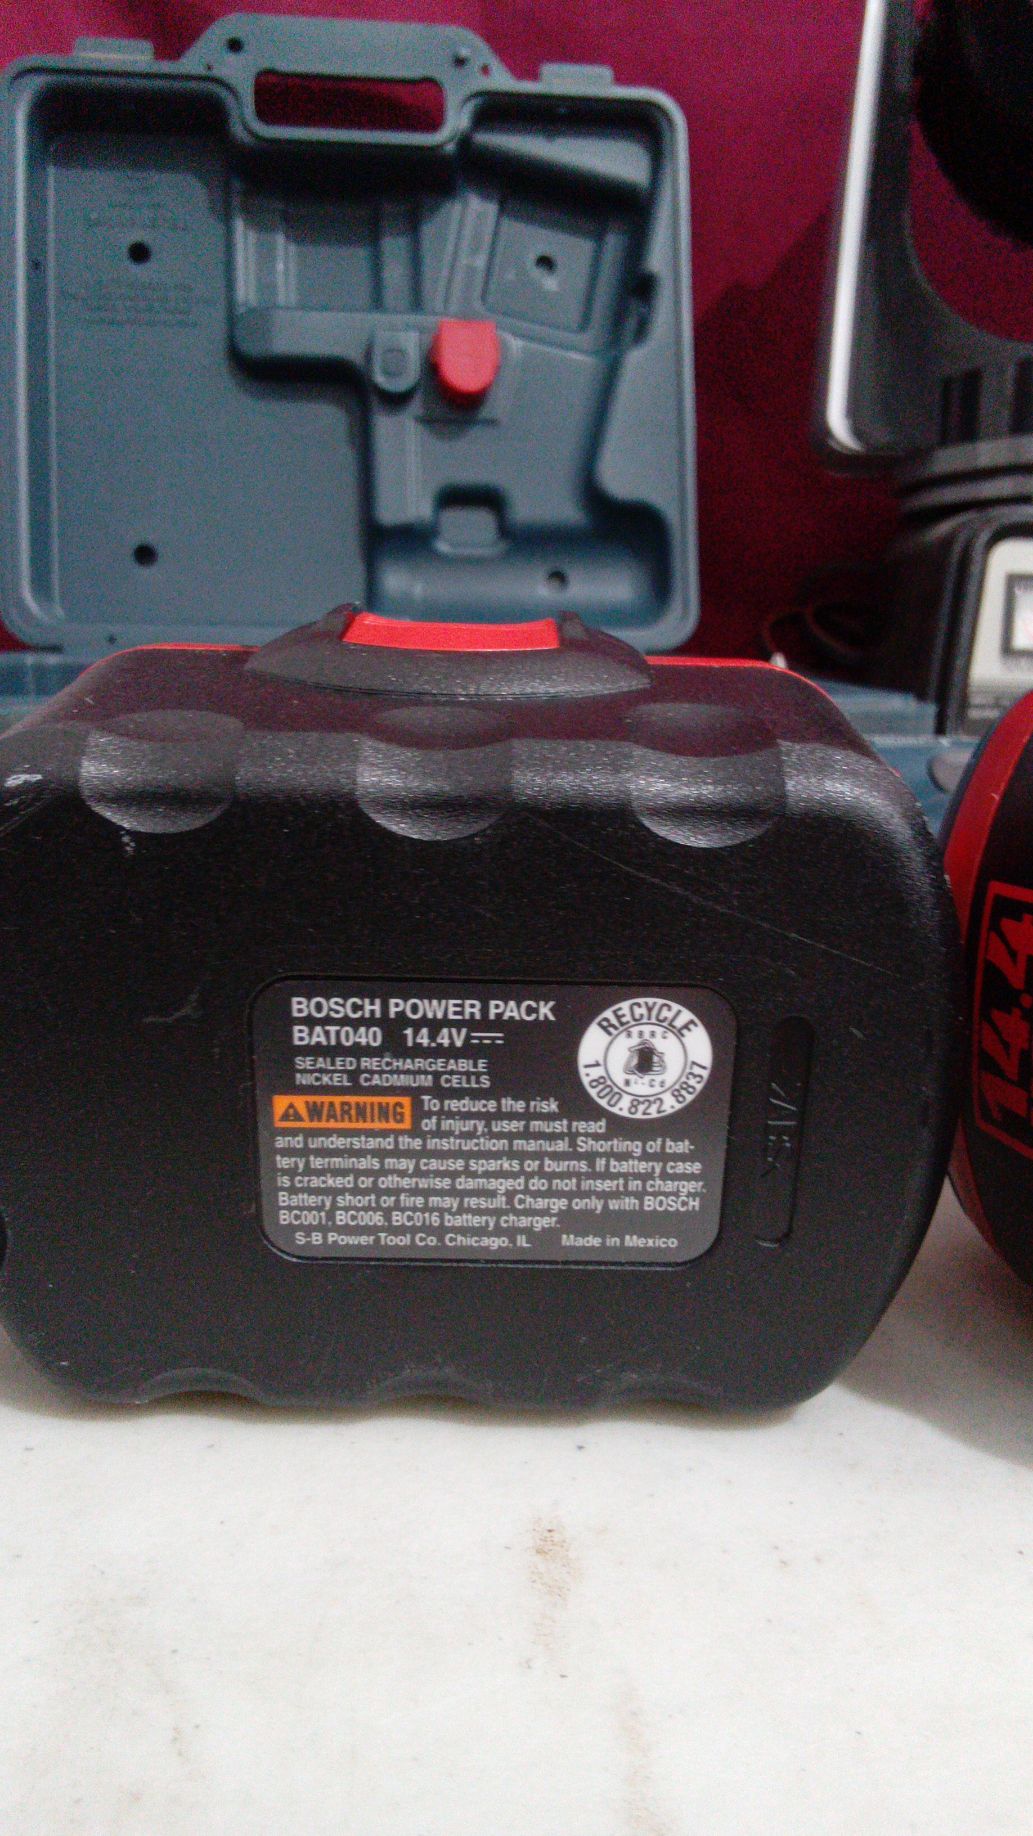 BOSCH POWER PACK
BAT040 14.4V
SEALED RECHARGEABLE
NICKEL CADMIUM CELLS
RECYCLE
RBRC
1.800.822.8837
WARNING To reduce the risk
of injury, user must read
and understand the instruction manual. Shorting of bat-
tery terminals may cause sparks or burns. If battery case
is cracked or otherwise damaged do not insert in charger.
Battery short or fire may result. Charge only with BOSCH
BC001, BC006, BC016 battery charger.
S-B Power Tool Co. Chicago, IL Made in Mexico
14.4